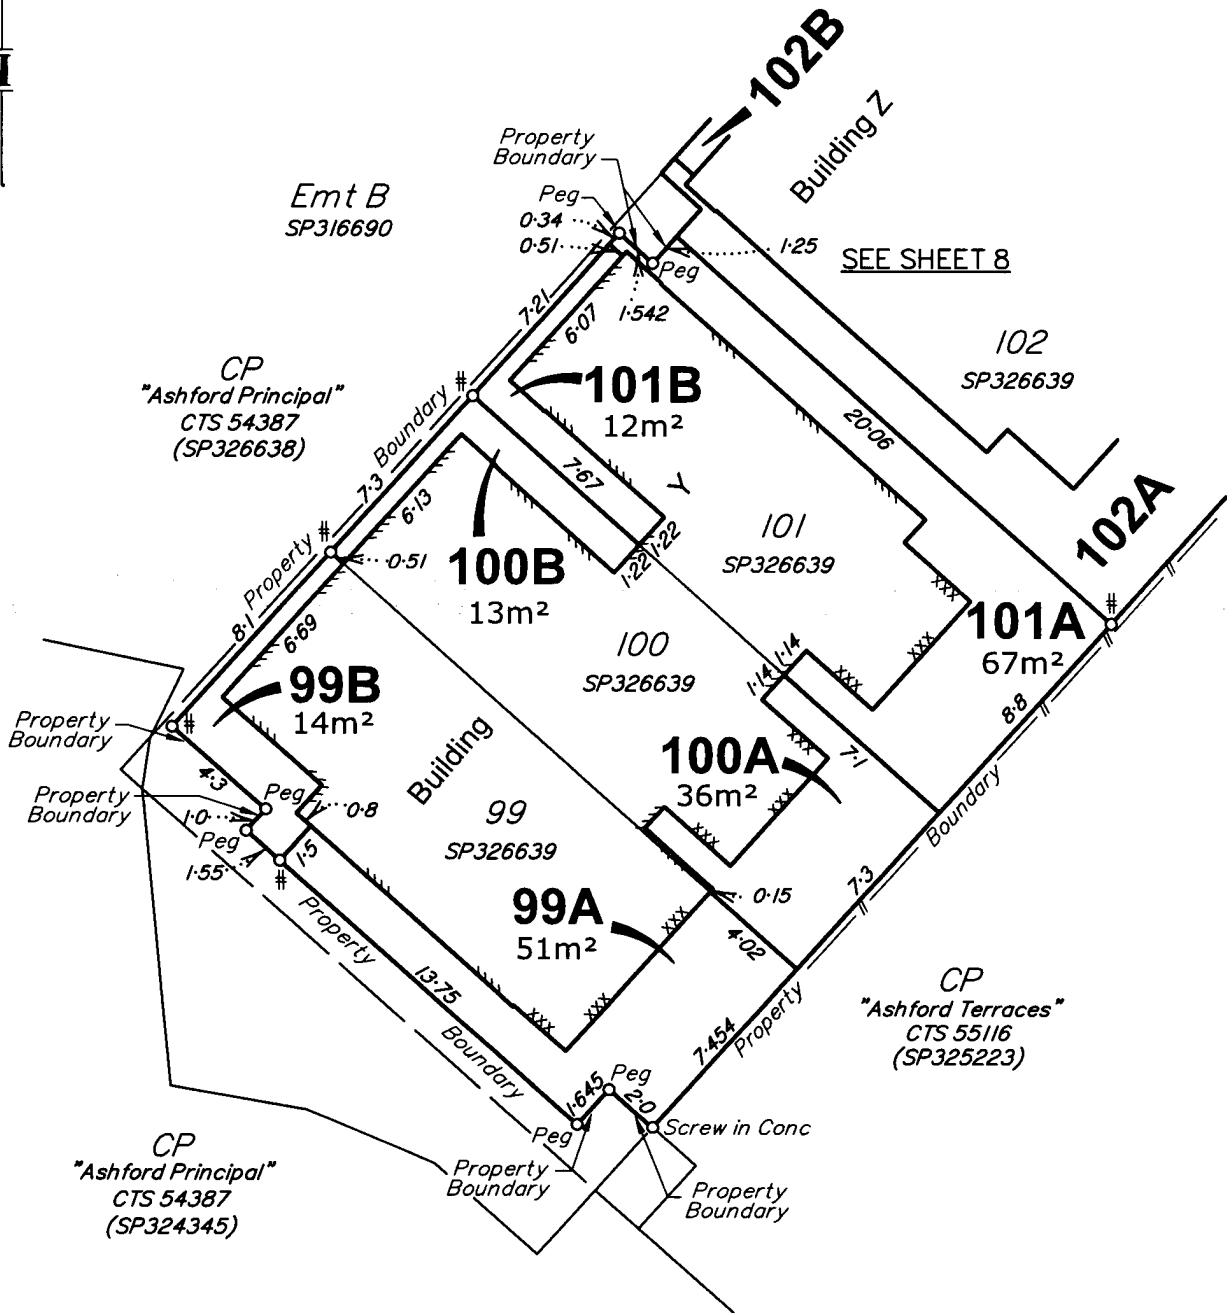 102B
Building Z
Property
Boundary
Emt B
SP316690
Peg
0·34
0·51
1·25
SEE SHEET 8
Peg
7·21
6·07
1·542
102
SP326639
CP
"Ashford Principal"
CTS 54387
(SP326638)
#
101B
12m²
20·06
Boundary
7·3
6·13
7·67
Y
102A
101
SP326639
#
Property
0·51
100B
13m²
1·22
1·22
#
101A
67m²
8·1
6·69
100
SP326639
1·14
1·14
99B
14m²
8·8
Property
Boundary
#
Building
100A
36m²
7·1
4·3
Peg
Property
Boundary
0·8
99
SP326639
Boundary
1·0
Peg
1·5
1·55
#
7·3
0·15
99A
51m²
4·02
Property
13·75
CP
"Ashford Terraces"
CTS 55116
(SP325223)
Property
7·454
Boundary
1·645
Peg
2·0
Peg
Screw in Conc
CP
"Ashford Principal"
CTS 54387
(SP324345)
Property
Boundary
Property
Boundary